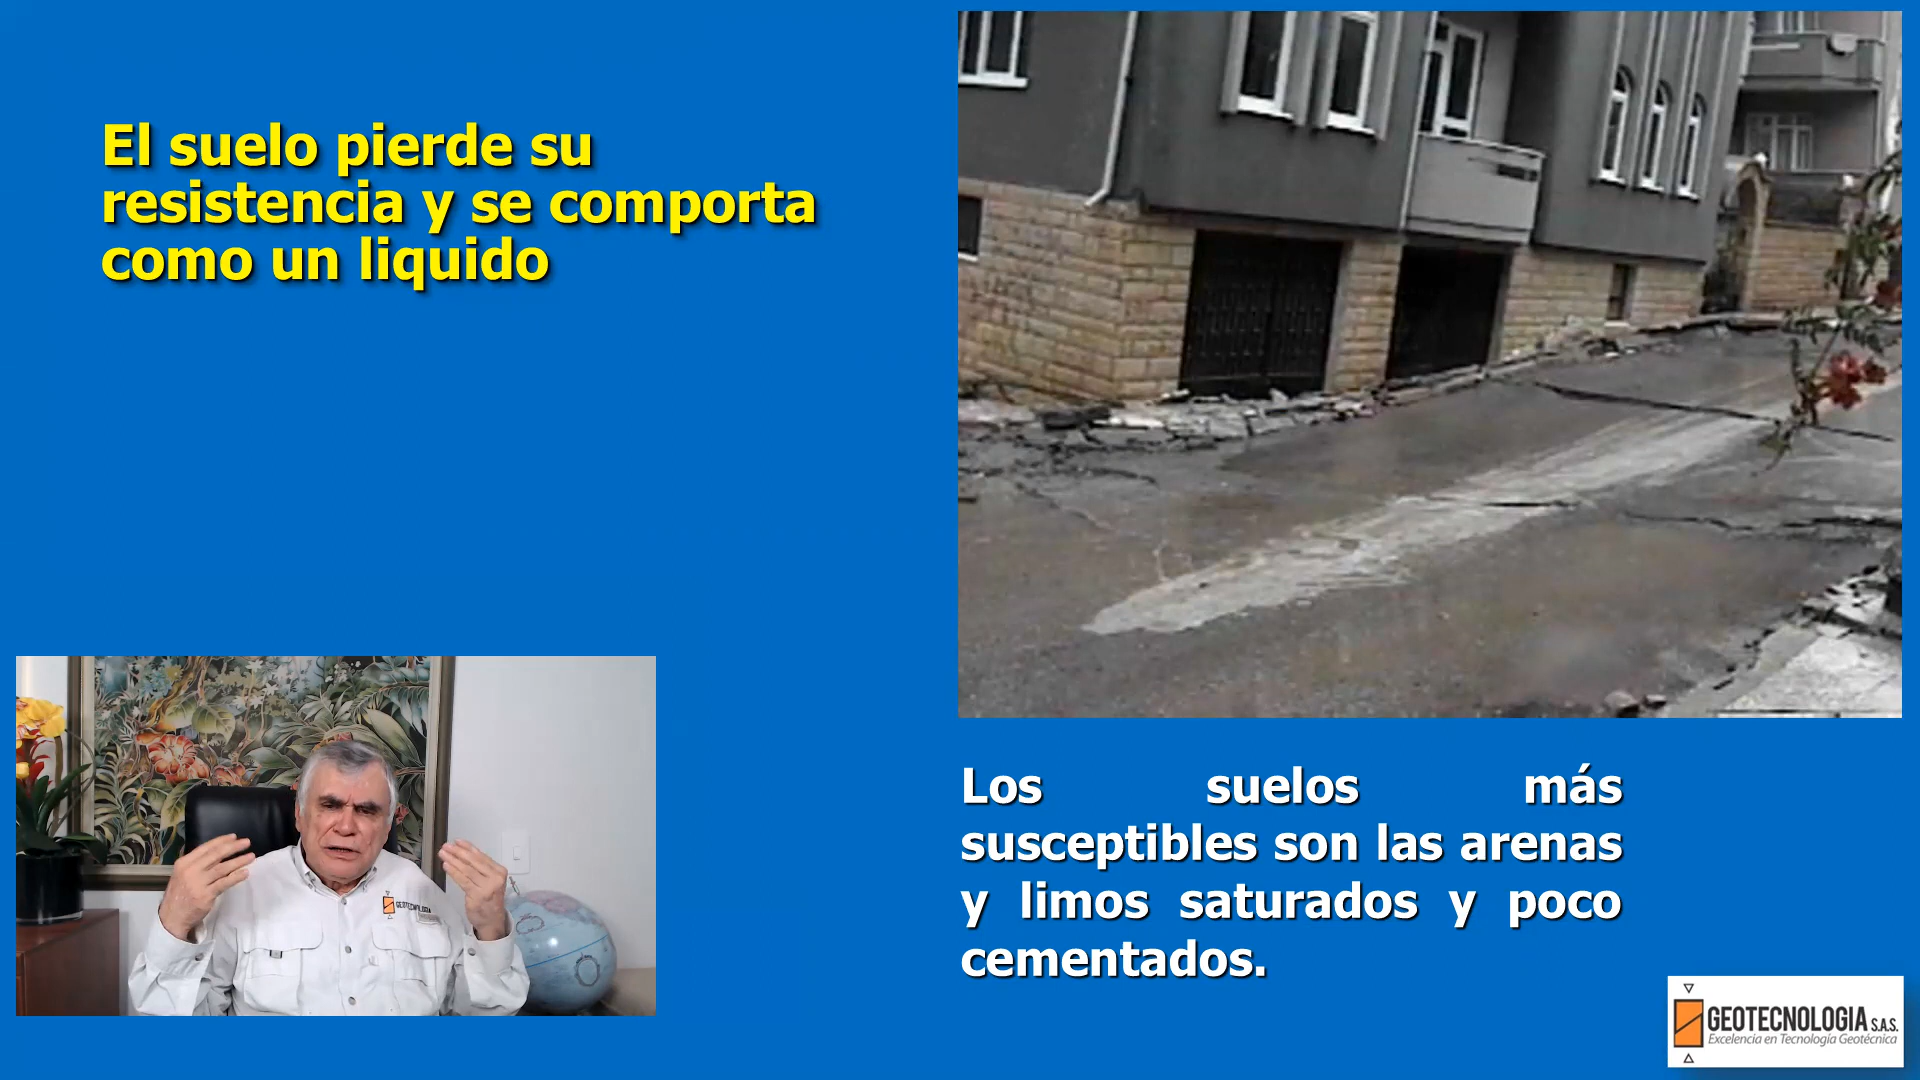 El suelo pierde su
resistencia y se comporta
como un liquido
Los suelos más
susceptibles son las arenas
y limos saturados y poco
cementados.
GEOTECNOLOGIA
GEOTECNOLOGIA S.A.S.
Excelencia en Tecnología Geotécnica